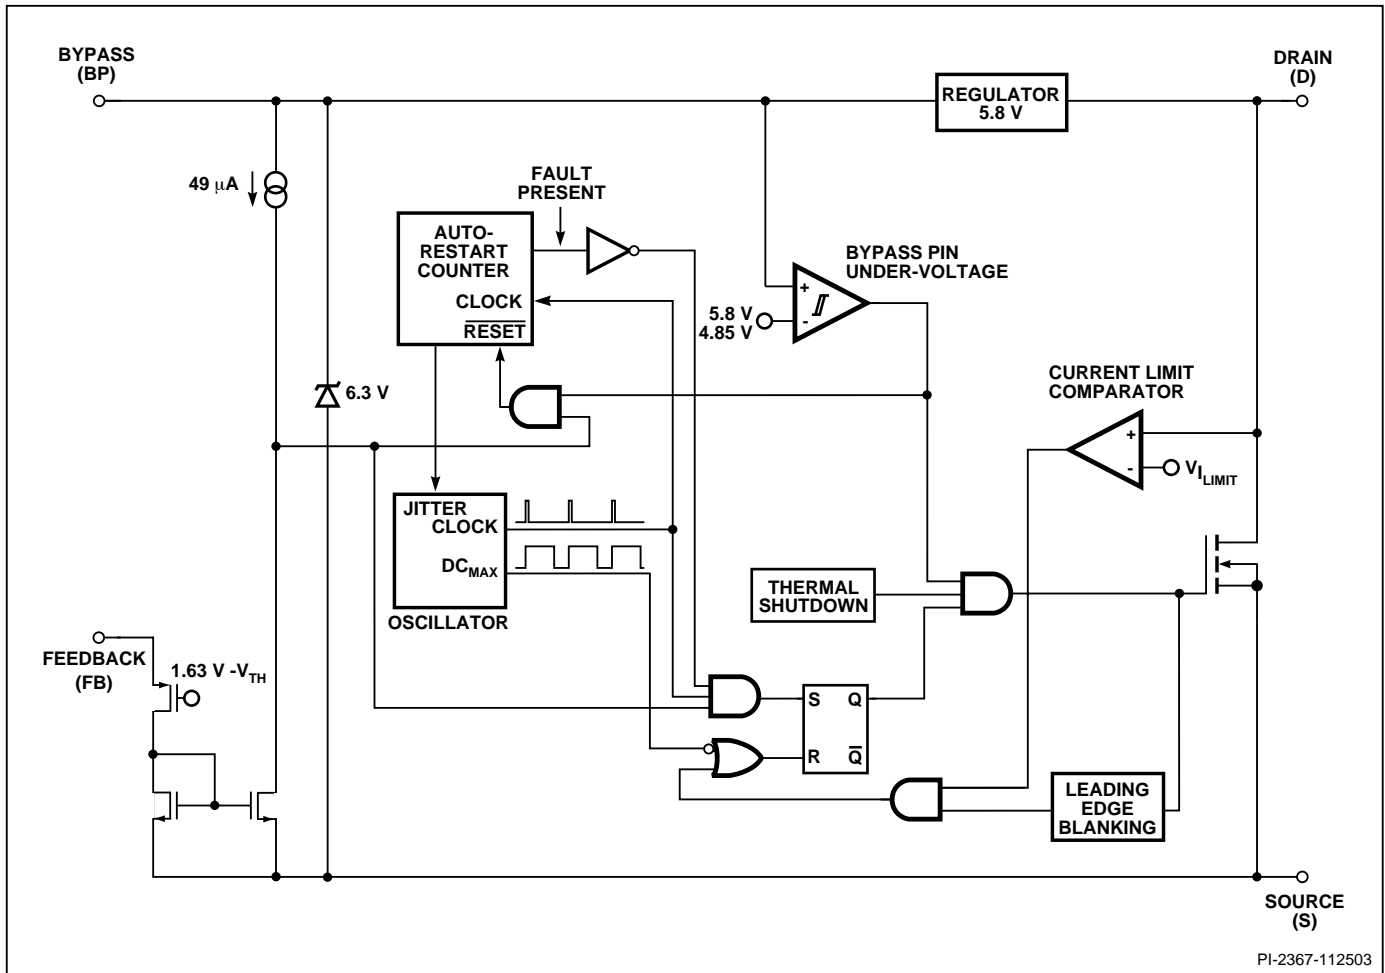 BYPASS
(BP)
DRAIN
(D)
REGULATOR
5.8 V
49 μA
FAULT
PRESENT
AUTO-
RESTART
COUNTER
CLOCK
RESET
BYPASS PIN
UNDER-VOLTAGE
+
-
5.8 V
4.85 V
6.3 V
CURRENT LIMIT
COMPARATOR
+
-
VILIMIT
JITTER
CLOCK
DCMAX
OSCILLATOR
THERMAL
SHUTDOWN
FEEDBACK
(FB)
1.63 V -VTH
S Q
R Q̅
LEADING
EDGE
BLANKING
SOURCE
(S)
PI-2367-112503